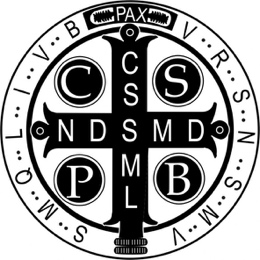 PAX
V R S N S M V
S M Q L I V B
C S
C S S M L
N D S M D
P B